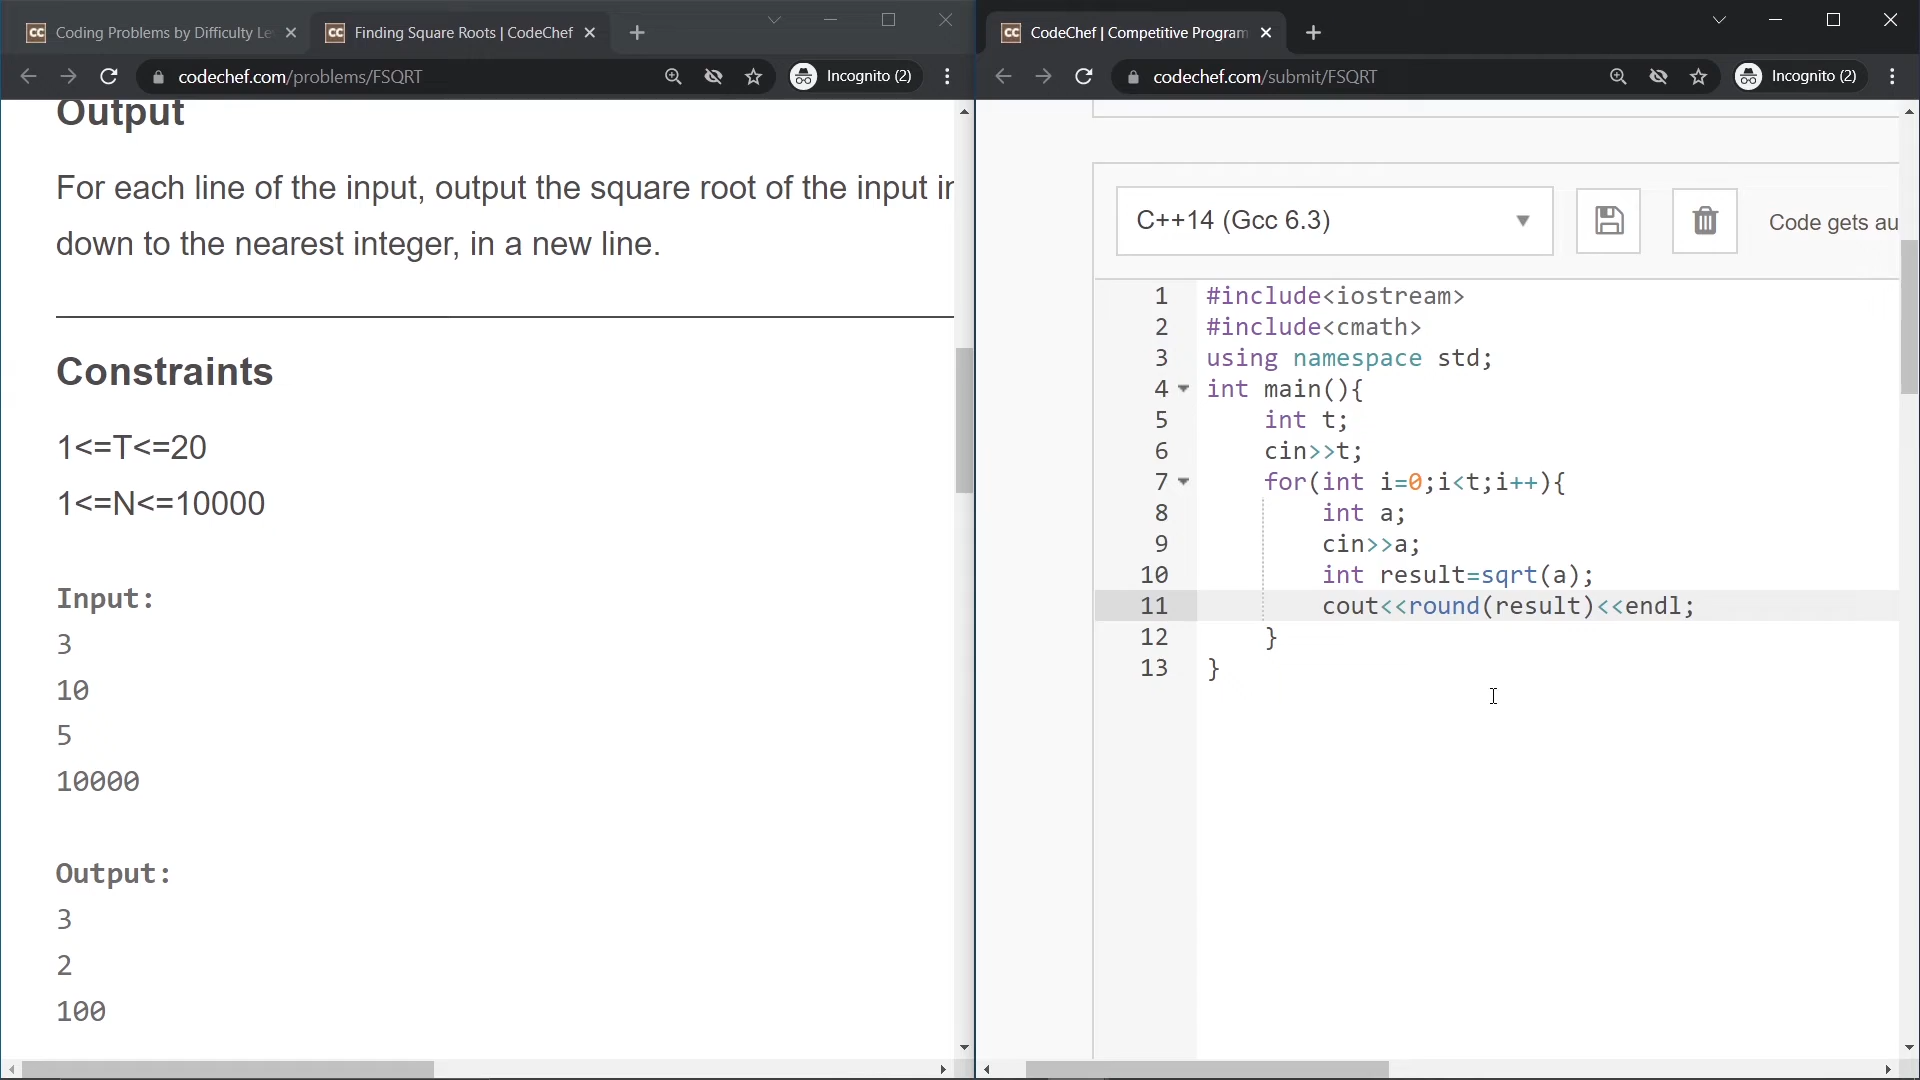 Coding Problems by Difficulty Le
Finding Square Roots | CodeChef
codechef.com/problems/FSQRT
Incognito (2)
Output
For each line of the input, output the square root of the input in
down to the nearest integer, in a new line.
Constraints
1<=T<=20
1<=N<=10000
Input:
3
10
5
10000
Output:
3
2
100
CodeChef | Competitive Program
codechef.com/submit/FSQRT
Incognito (2)
C++14 (Gcc 6.3)
Code gets au
1 #include<iostream>
2 #include<cmath>
3 using namespace std;
4 int main(){
5 int t;
6 cin>>t;
7 for(int i=0;i<t;i++){
8 int a;
9 cin>>a;
10 int result=sqrt(a);
11 cout<<round(result)<<endl;
12 }
13 }